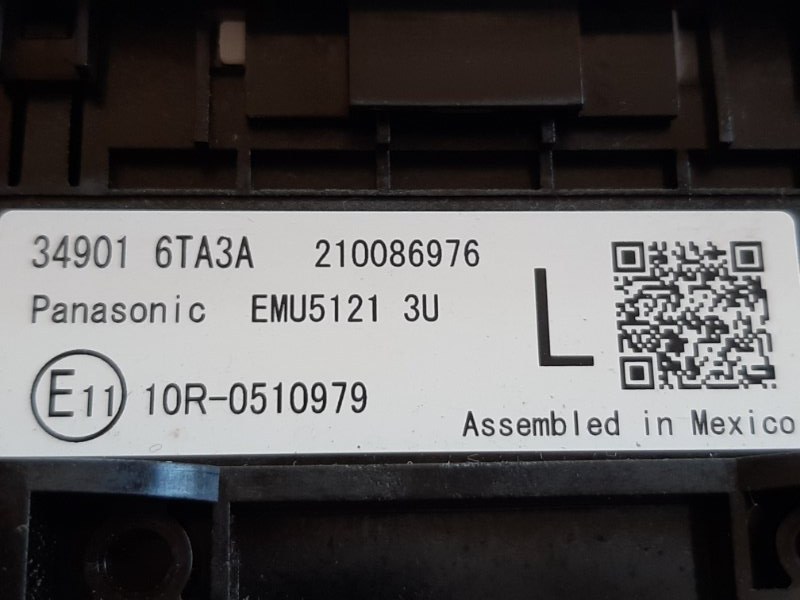 34901 6TA3A 210086976
Panasonic EMU5121 3U
L
E11 10R-0510979
Assembled in Mexico